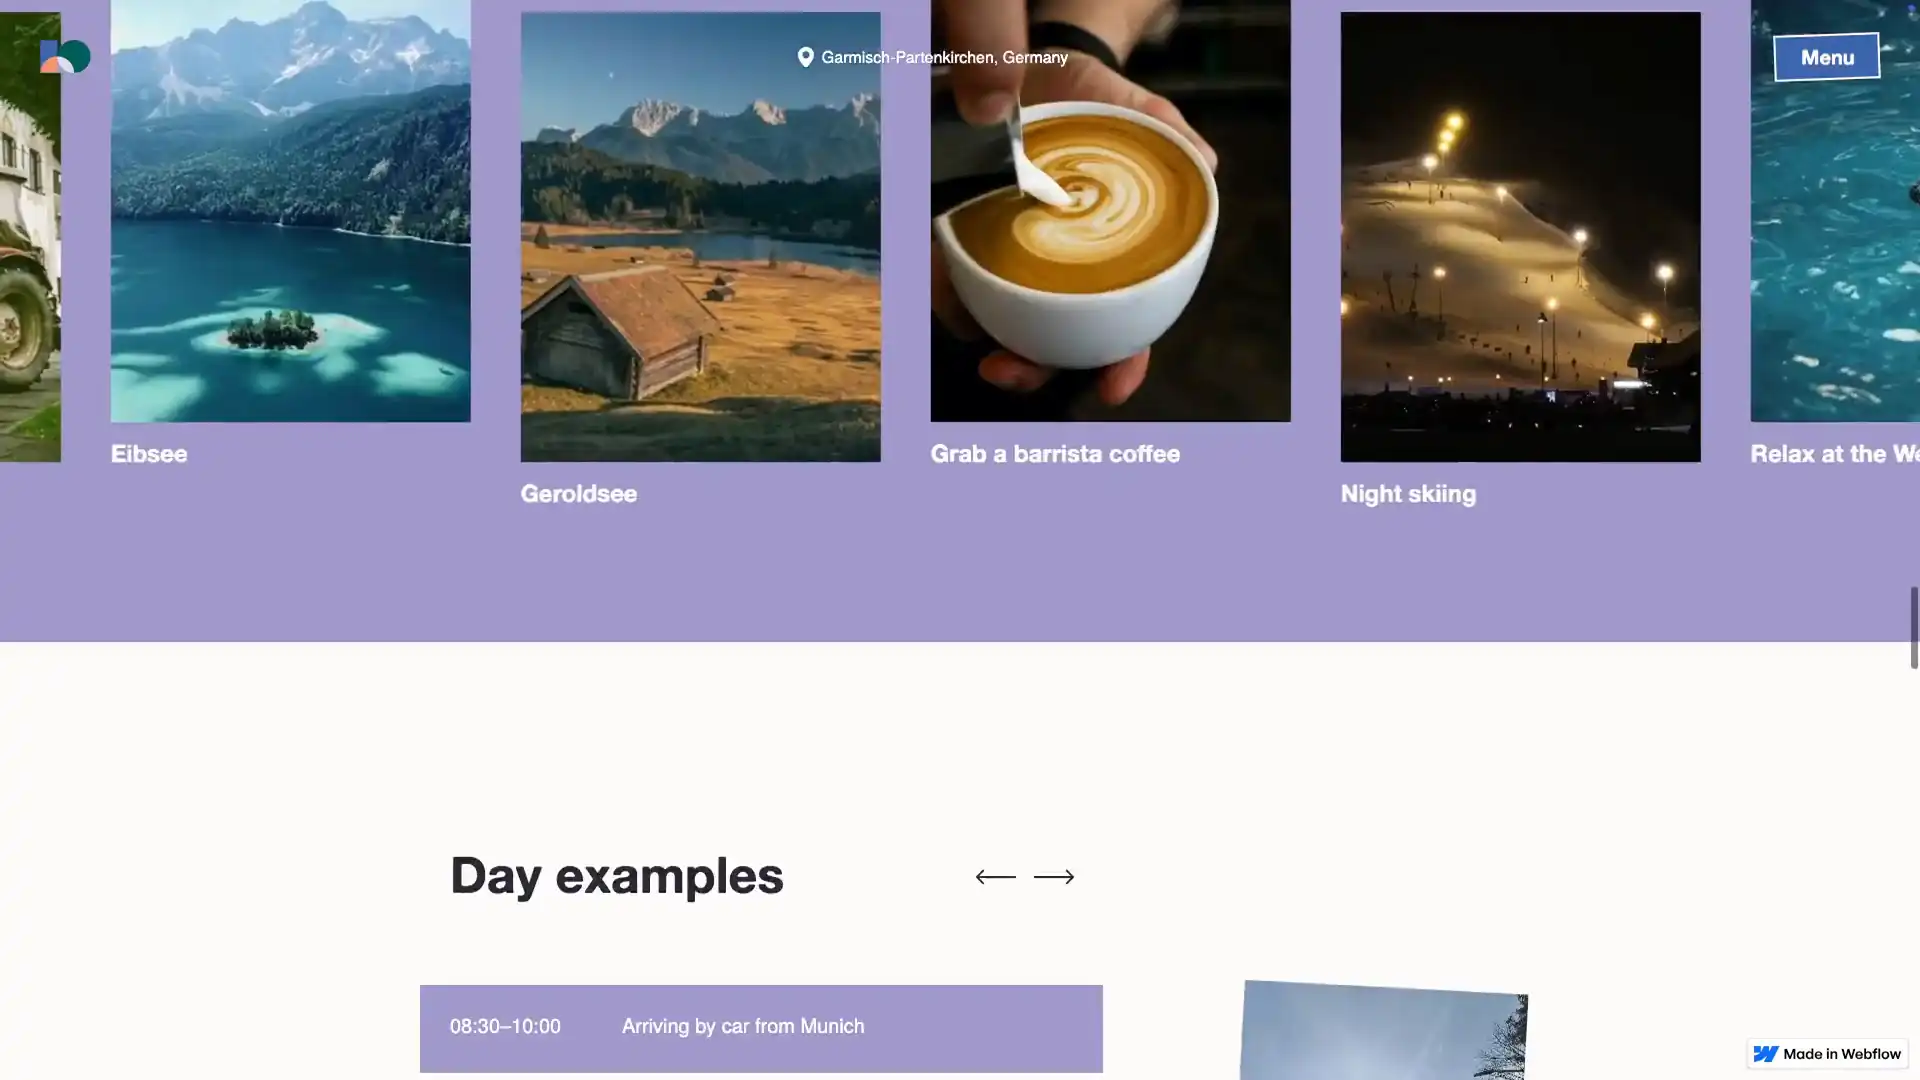 Garmisch-Partenkirchen, Germany
Menu
Eibsee
Grab a barrista coffee
Relax at the We
Geroldsee
Night skiing
Day examples
08:30–10:00 Arriving by car from Munich
Made in Webflow